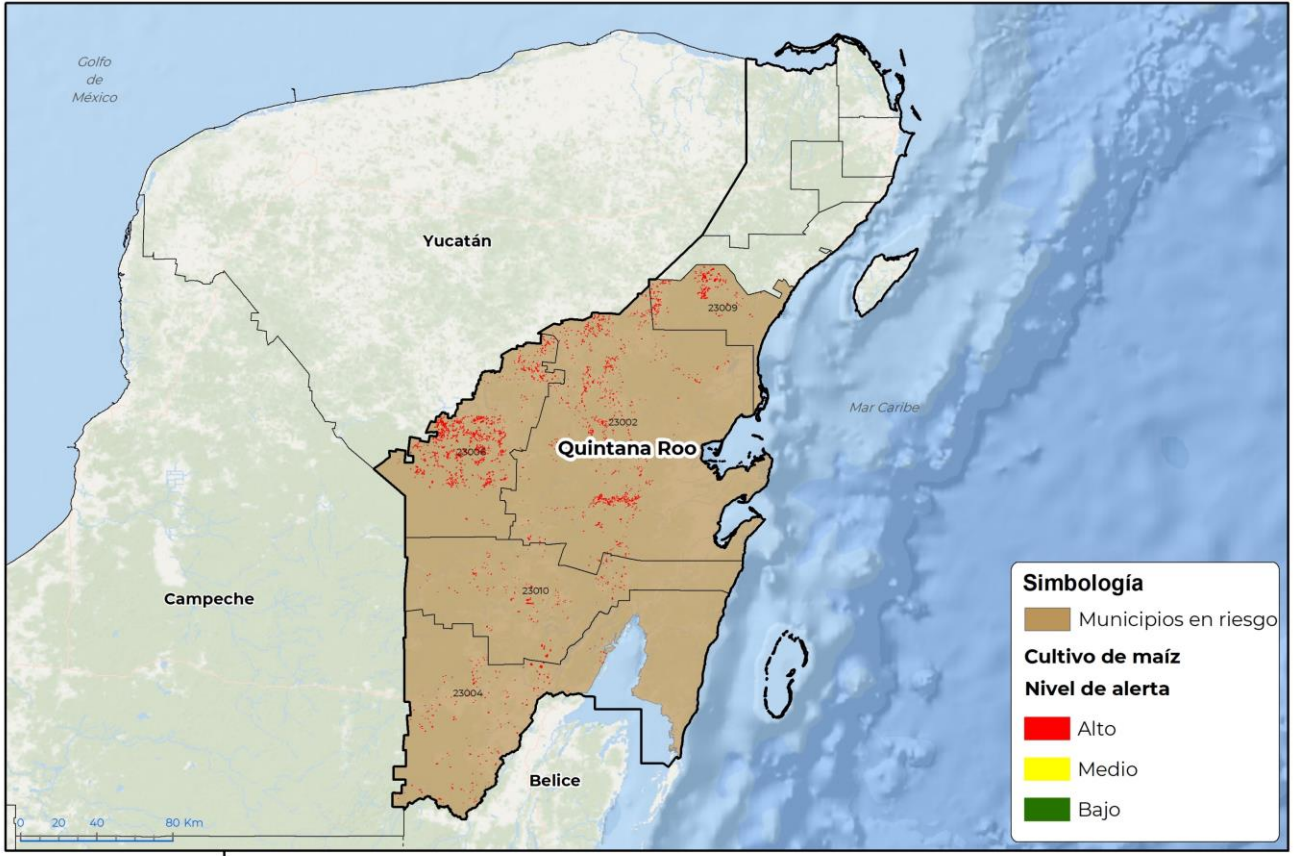 Golfo
de
México
Yucatán
23009
Mar Caribe
23002
Quintana Roo
23006
Campeche
23010
23004
Belice
0 20 40 80 Km
Simbología
Municipios en riesgo
Cultivo de maíz
Nivel de alerta
Alto
Medio
Bajo